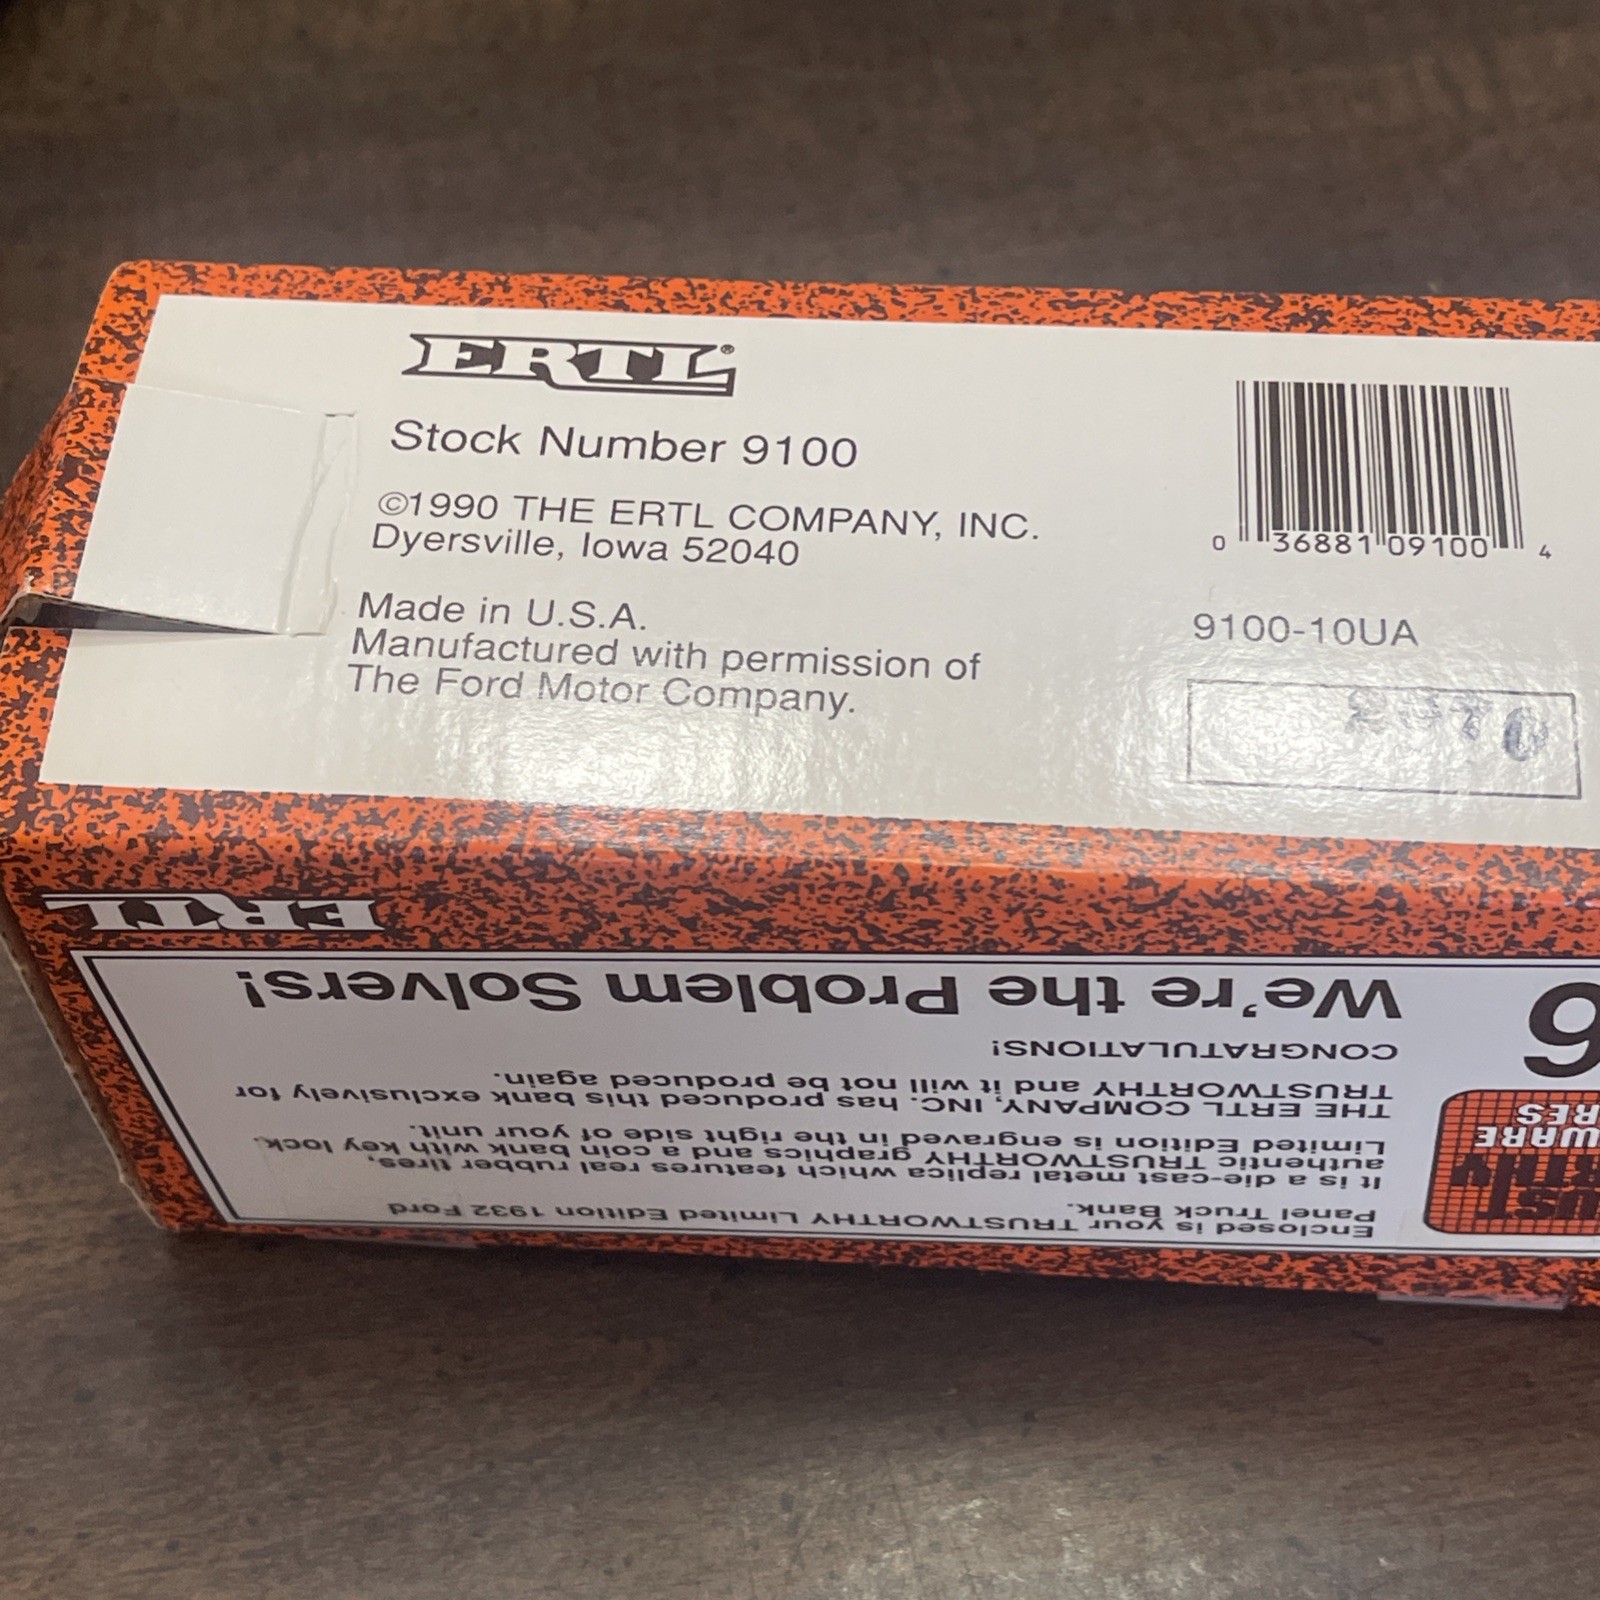 ERTL®
Stock Number 9100
©1990 THE ERTL COMPANY, INC.
Dyersville, Iowa 52040
Made in U.S.A.
Manufactured with permission of
The Ford Motor Company.
0 36881 09100 4
9100-10UA
ERTL
6
We're the Problem Solvers!
CONGRATULATIONS!
THE ERTL COMPANY, INC. has produced this bank exclusively for
TRUSTWORTHY and it will not be produced again.
Limited Edition is engraved in the right side of your unit.
authentic TRUSTWORTHY graphics and a coin bank with key lock.
It is a die-cast metal replica which features real rubber tires,
Panel Truck Bank.
Enclosed is your TRUSTWORTHY Limited Edition 1932 Ford